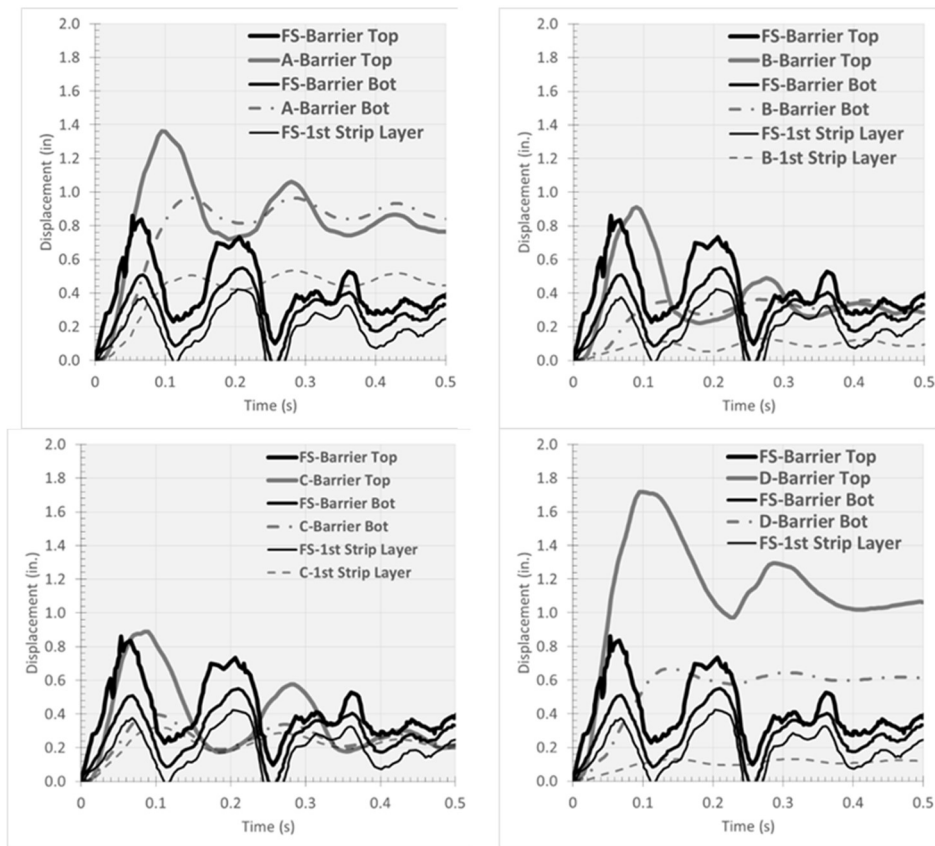 2.0
1.8
1.6
1.4
1.2
1.0
0.8
0.6
0.4
0.2
0.0
Displacement (in)
FS-Barrier Top
A-Barrier Top
FS-Barrier Bot
A-Barrier Bot
FS-1st Strip Layer
0 0.1 0.2 0.3 0.4 0.5
Time (s)
2.0
1.8
1.6
1.4
1.2
1.0
0.8
0.6
0.4
0.2
0.0
Displacement (in.)
FS-Barrier Top
B-Barrier Top
FS-Barrier Bot
B-Barrier Bot
FS-1st Strip Layer
B-1st Strip Layer
0 0.1 0.2 0.3 0.4 0.5
Time (s)
2.0
1.8
1.6
1.4
1.2
1.0
0.8
0.6
0.4
0.2
0.0
Displacement (in.)
FS-Barrier Top
C-Barrier Top
FS-Barrier Bot
C-Barrier Bot
FS-1st Strip Layer
C-1st Strip Layer
0 0.1 0.2 0.3 0.4 0.5
Time (s)
2.0
1.8
1.6
1.4
1.2
1.0
0.8
0.6
0.4
0.2
0.0
Displacement (in.)
FS-Barrier Top
D-Barrier Top
FS-Barrier Bot
D-Barrier Bot
FS-1st Strip Layer
0 0.1 0.2 0.3 0.4 0.5
Time (s)